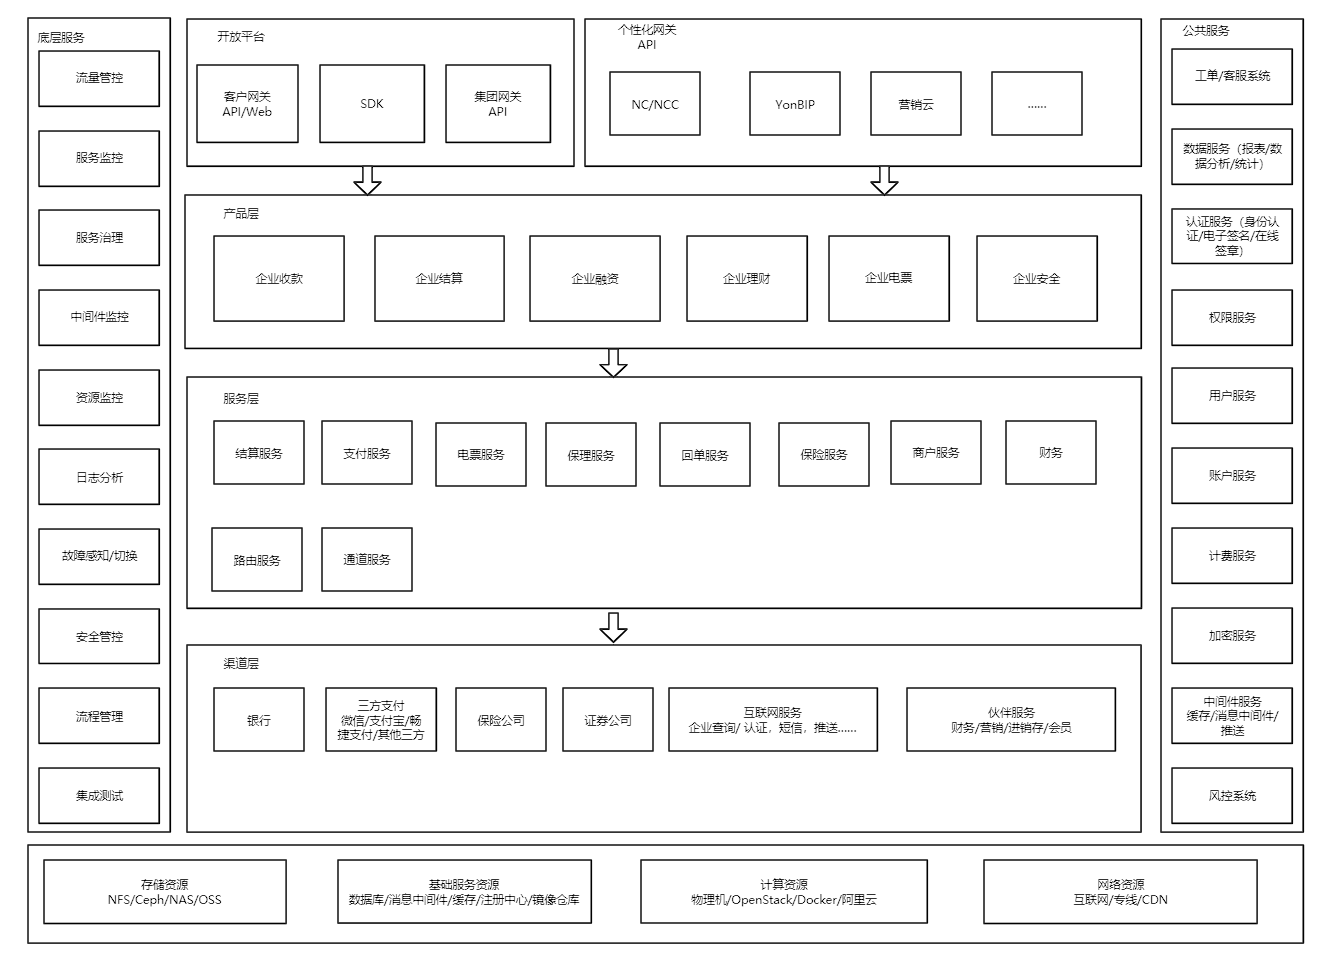 底层服务
流量管控
服务监控
服务治理
中间件监控
资源监控
日志分析
故障感知/切换
安全管控
流程管理
集成测试
开放平台
客户网关
API/Web
SDK
集团网关
API
个性化网关
API
NC/NCC
YonBIP
营销云
......
产品层
企业收款
企业结算
企业融资
企业理财
企业电票
企业安全
服务层
结算服务
支付服务
电票服务
保理服务
回单服务
保险服务
商户服务
财务
路由服务
通道服务
渠道层
银行
三方支付
微信/支付宝/畅
捷支付/其他三方
保险公司
证券公司
互联网服务
企业查询/ 认证，短信，推送......
伙伴服务
财务/营销/进销存/会员
公共服务
工单/客服系统
数据服务（报表/数
据分析/统计）
认证服务（身份认
证/电子签名/在线
签章）
权限服务
用户服务
账户服务
计费服务
加密服务
中间件服务
缓存/消息中间件/
推送
风控系统
存储资源
NFS/Ceph/NAS/OSS
基础服务资源
数据库/消息中间件/缓存/注册中心/镜像仓库
计算资源
物理机/OpenStack/Docker/阿里云
网络资源
互联网/专线/CDN